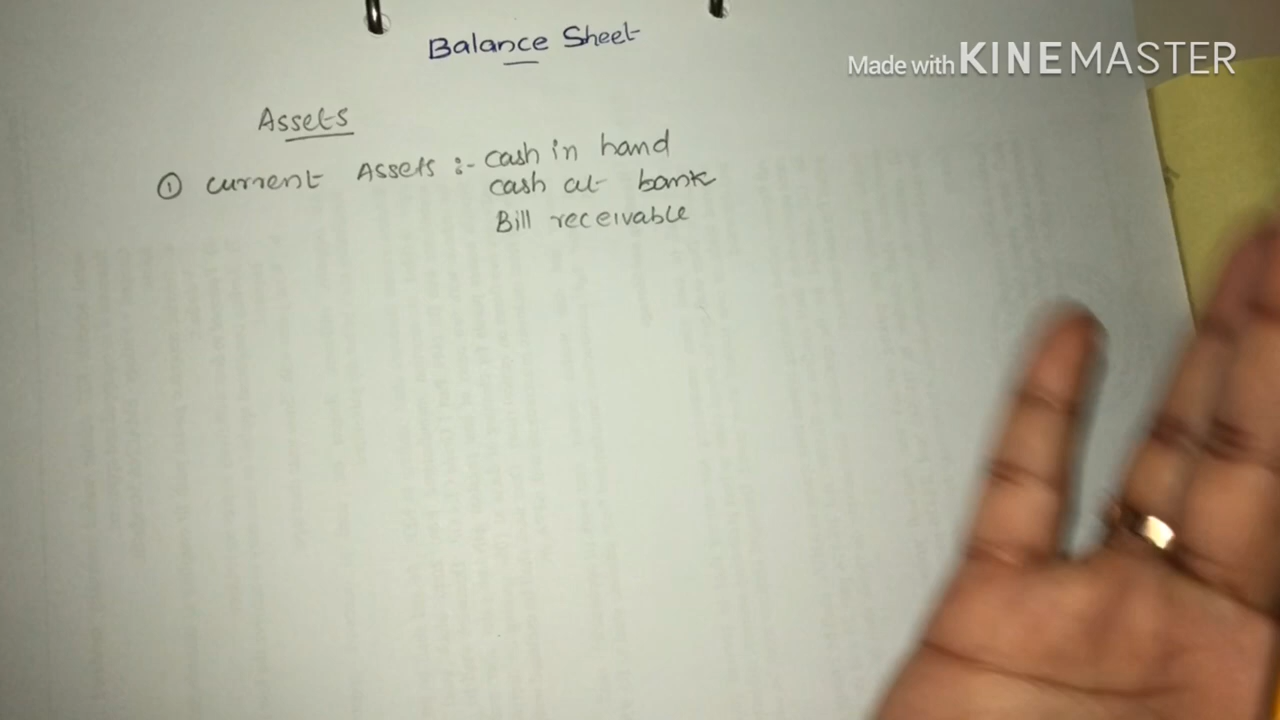 Balance Sheet
Made with KINEMASTER
Assets
① current Assets :- cash in hand
cash at bank
Bill receivable